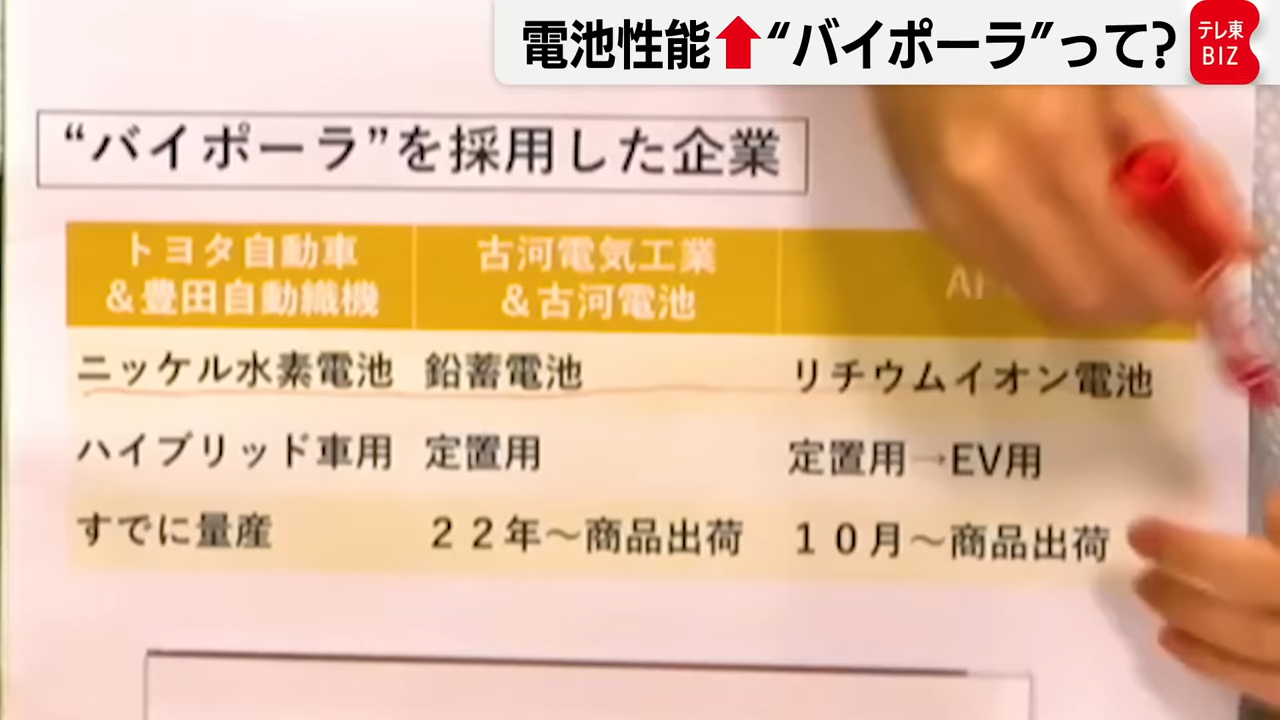 電池性能⬆“バイポーラ”って?
テレ東
BIZ
“バイポーラ”を採用した企業
トヨタ自動車
&豊田自動織機
古河電気工業
&古河電池
ニッケル水素電池
鉛蓄電池
リチウムイオン電池
ハイブリッド車用
定置用
定置用→EV用
すでに量産
22年~商品出荷
10月~商品出荷